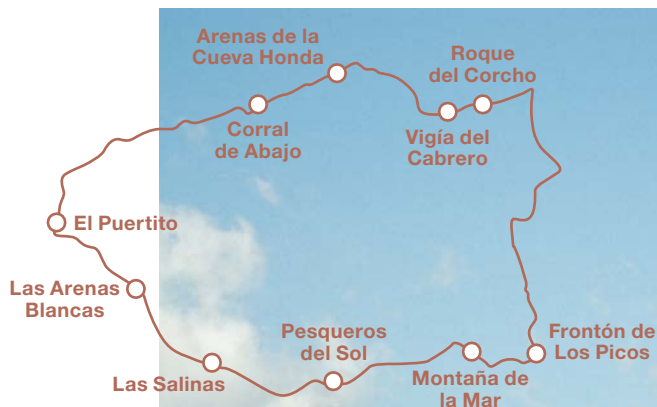 Arenas de la
Cueva Honda
Roque
del Corcho
Corral
de Abajo
Vigía del
Cabrero
El Puertito
Las Arenas
Blancas
Pesqueros
del Sol
Frontón de
Los Picos
Las Salinas
Montaña de
la Mar